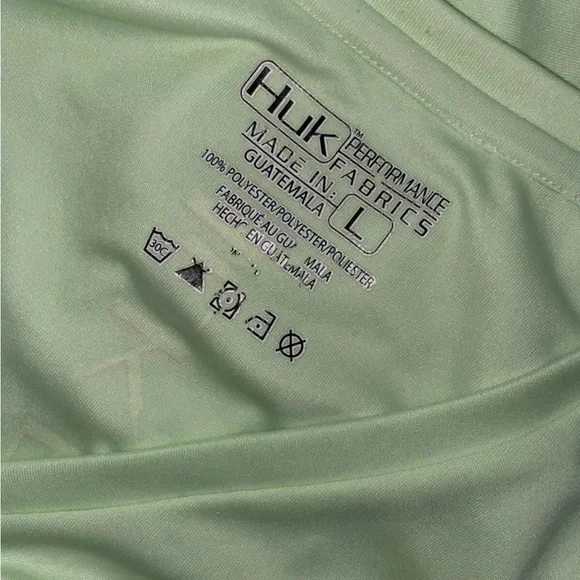 Huk™ PERFORMANCE FABRICS
MADE IN:
GUATEMALA
L
100% POLYESTER/POLYESTER/POLIESTER
FABRIQUÉ AU
HECHO EN GUATEMALA
30C